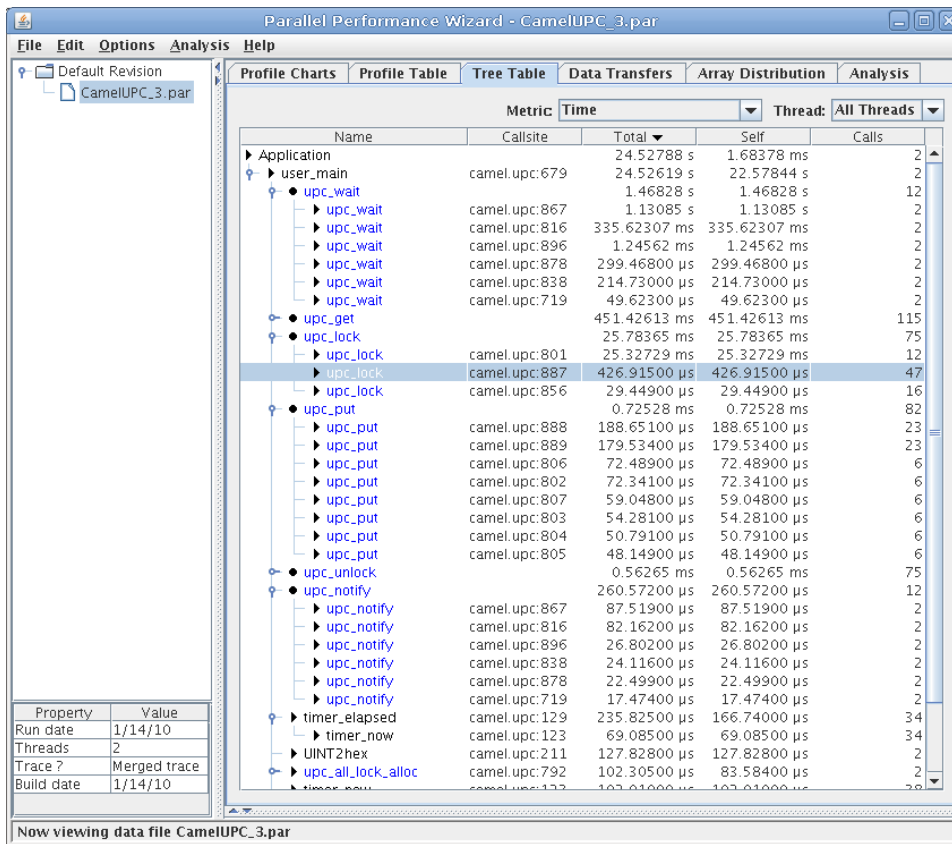 Parallel Performance Wizard - CamelUPC_3.par
File Edit Options Analysis Help
Default Revision
CamelUPC_3.par
Profile Charts Profile Table Tree Table Data Transfers Array Distribution Analysis
Metric: Time Thread: All Threads
Name Callsite Total Self Calls
Application 24.52788 s 1.68378 ms 2
user_main camel.upc:679 24.52619 s 22.57844 s 2
upc_wait 1.46828 s 1.46828 s 12
upc_wait camel.upc:867 1.13085 s 1.13085 s 2
upc_wait camel.upc:816 335.62307 ms 335.62307 ms 2
upc_wait camel.upc:896 1.24562 ms 1.24562 ms 2
upc_wait camel.upc:878 299.46800 µs 299.46800 µs 2
upc_wait camel.upc:838 214.73000 µs 214.73000 µs 2
upc_wait camel.upc:719 49.62300 µs 49.62300 µs 2
upc_get 451.42613 ms 451.42613 ms 115
upc_lock 25.78365 ms 25.78365 ms 75
upc_lock camel.upc:801 25.32729 ms 25.32729 ms 12
upc_lock camel.upc:887 426.91500 µs 426.91500 µs 47
upc_lock camel.upc:856 29.44900 µs 29.44900 µs 16
upc_put 0.72528 ms 0.72528 ms 82
upc_put camel.upc:888 188.65100 µs 188.65100 µs 23
upc_put camel.upc:889 179.53400 µs 179.53400 µs 23
upc_put camel.upc:806 72.48900 µs 72.48900 µs 6
upc_put camel.upc:802 72.34100 µs 72.34100 µs 6
upc_put camel.upc:807 59.04800 µs 59.04800 µs 6
upc_put camel.upc:803 54.28100 µs 54.28100 µs 6
upc_put camel.upc:804 50.79100 µs 50.79100 µs 6
upc_put camel.upc:805 48.14900 µs 48.14900 µs 6
upc_unlock 0.56265 ms 0.56265 ms 75
upc_notify 260.57200 µs 260.57200 µs 12
upc_notify camel.upc:867 87.51900 µs 87.51900 µs 2
upc_notify camel.upc:816 82.16200 µs 82.16200 µs 2
upc_notify camel.upc:896 26.80200 µs 26.80200 µs 2
upc_notify camel.upc:838 24.11600 µs 24.11600 µs 2
upc_notify camel.upc:878 22.49900 µs 22.49900 µs 2
upc_notify camel.upc:719 17.47400 µs 17.47400 µs 2
timer_elapsed camel.upc:129 235.82500 µs 166.74000 µs 34
timer_now camel.upc:123 69.08500 µs 69.08500 µs 34
UINT2hex camel.upc:211 127.82800 µs 127.82800 µs 2
upc_all_lock_alloc camel.upc:792 102.30500 µs 83.58400 µs 2
Property Value
Run date 1/14/10
Threads 2
Trace ? Merged trace
Build date 1/14/10
Now viewing data file CamelUPC_3.par